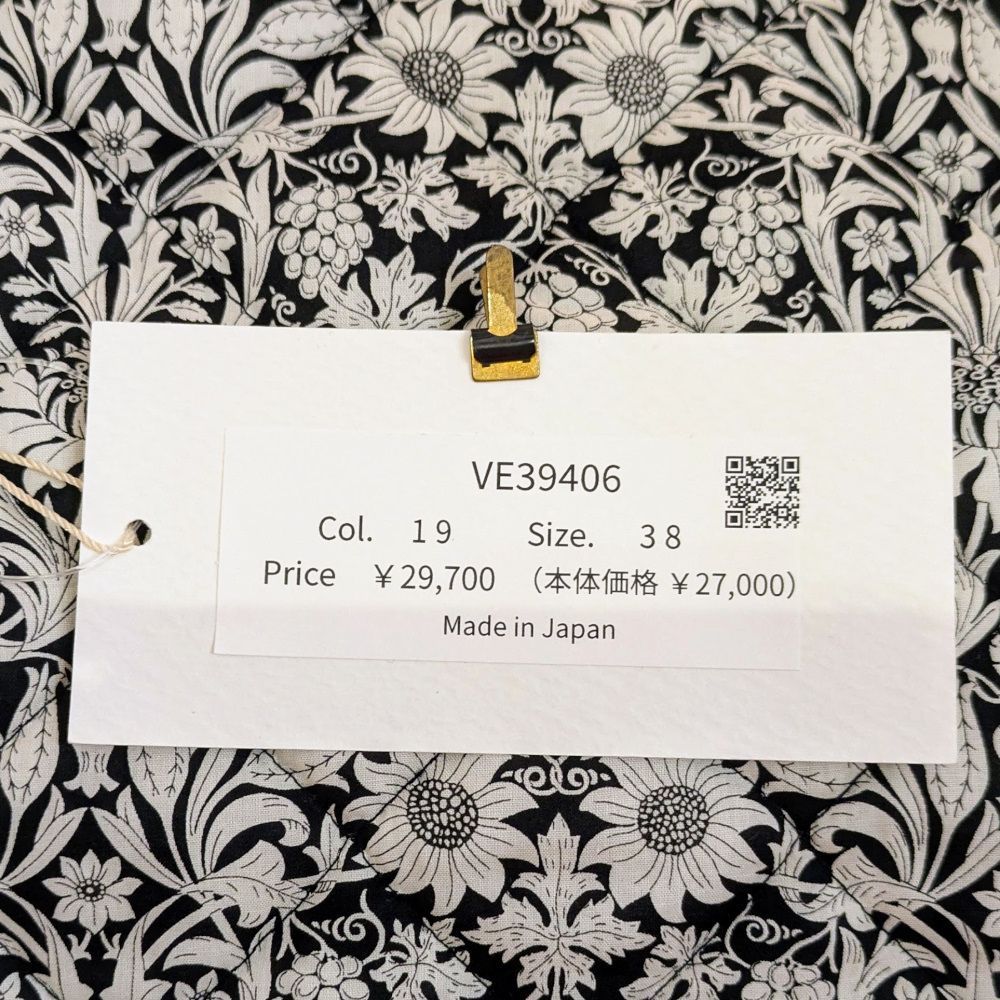 VE39406
Col. 19 Size. 38
Price ￥29,700 （本体価格 ￥27,000）
Made in Japan